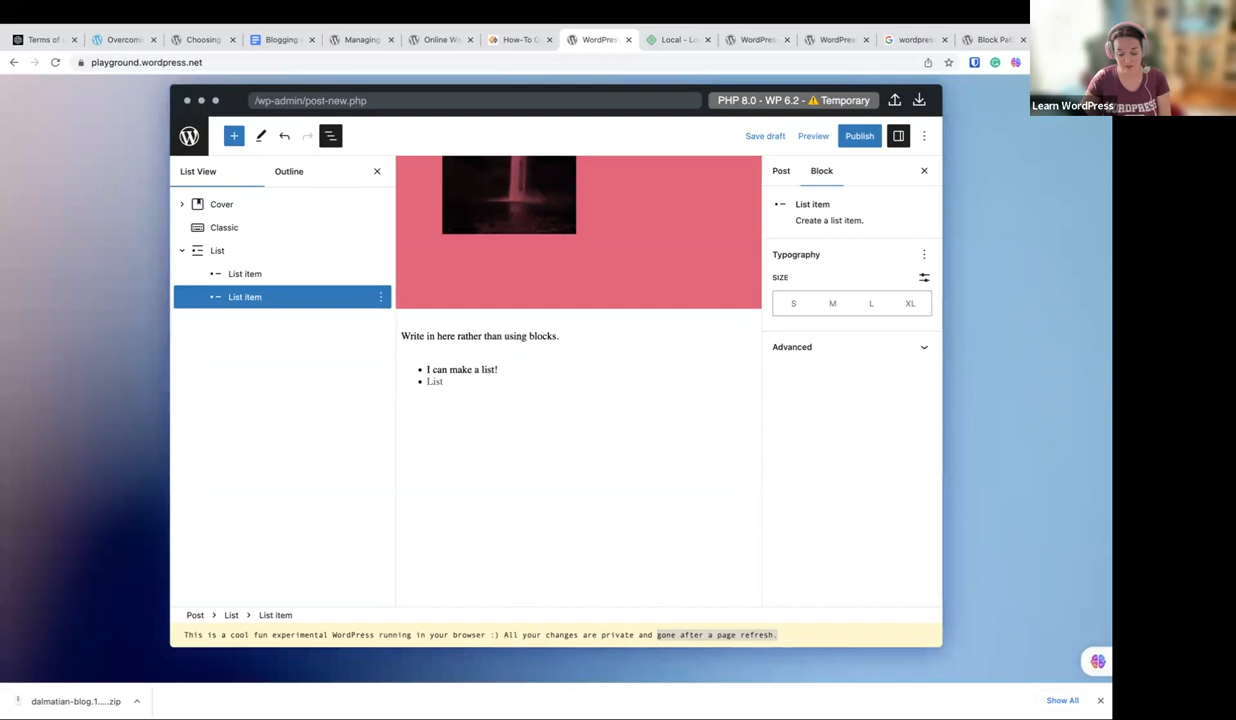 Terms of
Overcomi
Choosing
Blogging
Managing
Online W
How-To G
WordPres
Local - Lo
WordPres
WordPres
wordpres
Block Pat
playground.wordpress.net
Learn WordPress
/wp-admin/post-new.php
PHP 8.0 - WP 6.2 - ⚠ Temporary
Save draft
Preview
Publish
List View
Outline
Post
Block
Cover
Classic
List
List item
List item
List item
Create a list item.
Typography
SIZE
S
M
L
XL
Advanced
Write in here rather than using blocks.
• I can make a list!
• List
Post > List > List item
This is a cool fun experimental WordPress running in your browser :) All your changes are private and gone after a page refresh.
dalmatian-blog.1.....zip
Show All